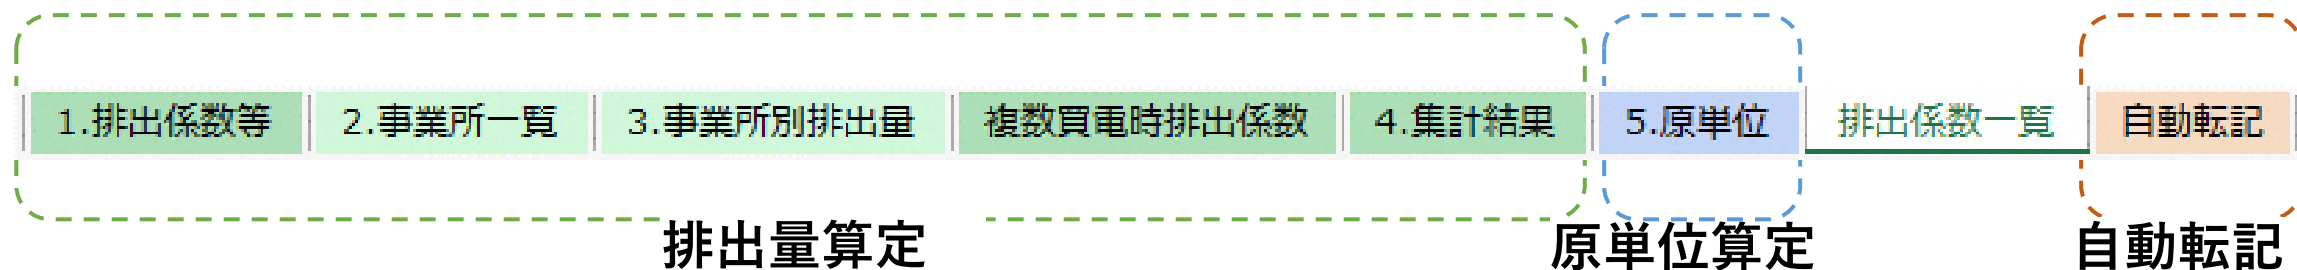 1.排出係数等 2.事業所一覧 3.事業所別排出量 複数買電時排出係数 4.集計結果 5.原単位 排出係数一覧 自動転記
排出量算定 原単位算定 自動転記